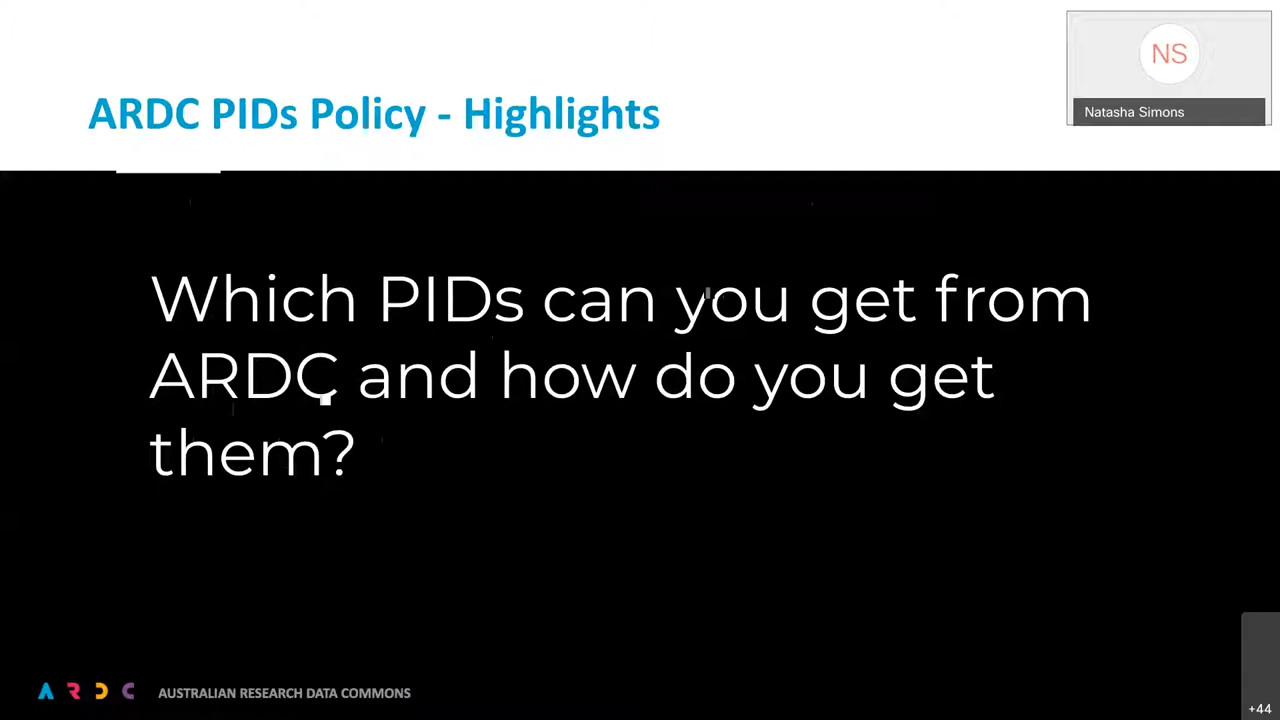 ARDC PIDs Policy - Highlights
NS
Natasha Simons
Which PIDs can you get from
ARDC and how do you get
them?
ARDC AUSTRALIAN RESEARCH DATA COMMONS
+44